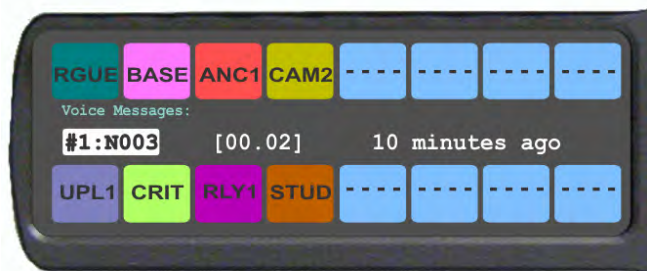 RGUE BASE ANC1 CAM2 ---- ---- ---- ----
Voice Messages:
#1:N003 [00.02] 10 minutes ago
UPL1 CRIT RLY1 STUD ---- ---- ---- ----